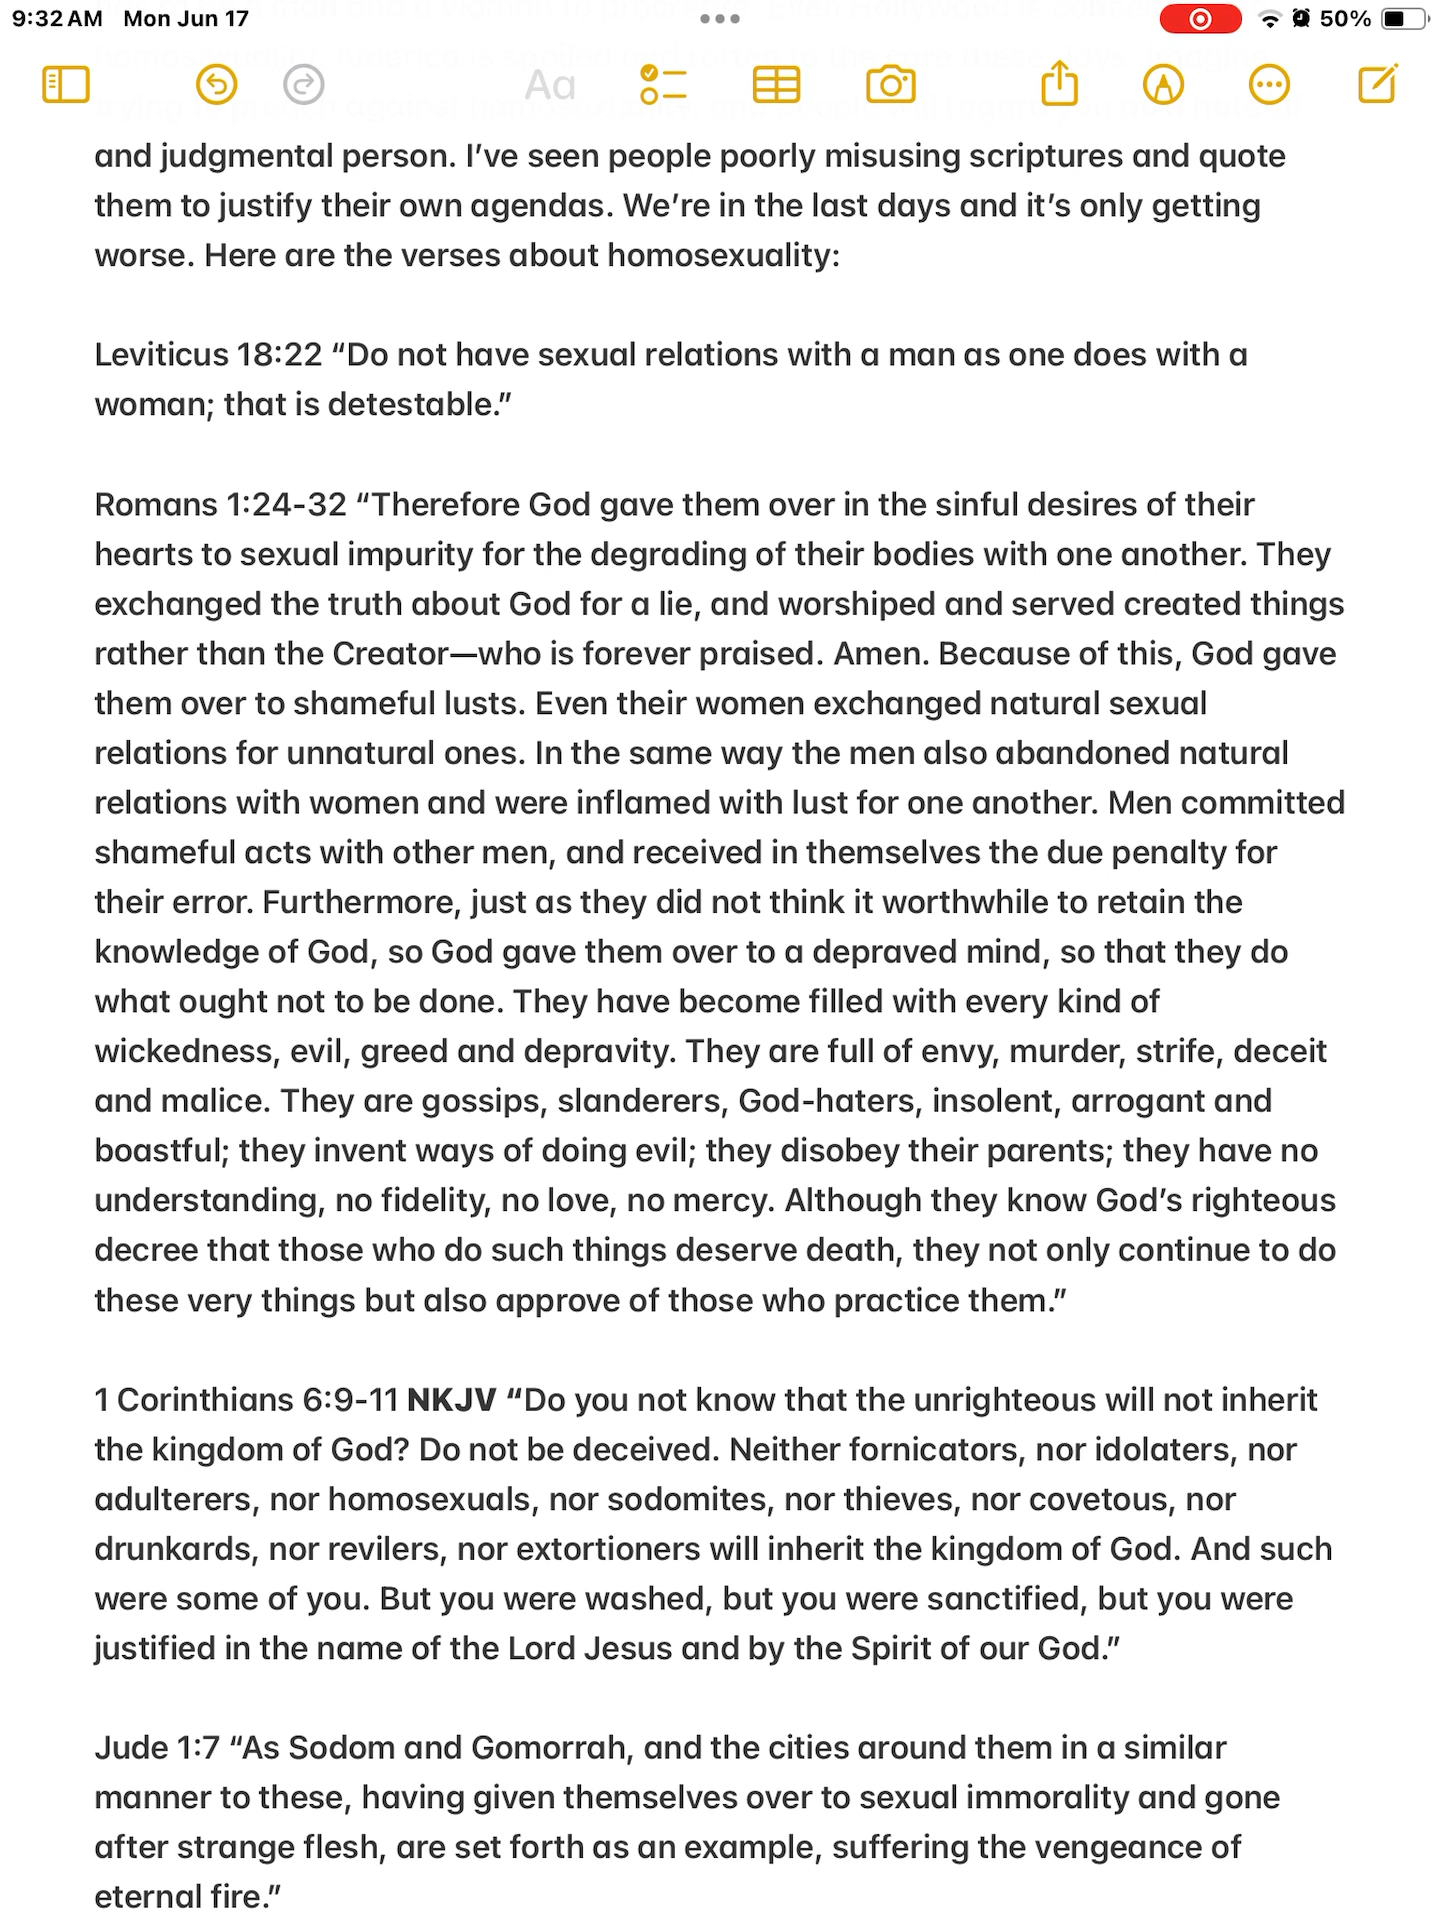 9:32 AM Mon Jun 17
50%
Aa
and judgmental person. I've seen people poorly misusing scriptures and quote
them to justify their own agendas. We're in the last days and it's only getting
worse. Here are the verses about homosexuality:
Leviticus 18:22 “Do not have sexual relations with a man as one does with a
woman; that is detestable.”
Romans 1:24-32 “Therefore God gave them over in the sinful desires of their
hearts to sexual impurity for the degrading of their bodies with one another. They
exchanged the truth about God for a lie, and worshiped and served created things
rather than the Creator—who is forever praised. Amen. Because of this, God gave
them over to shameful lusts. Even their women exchanged natural sexual
relations for unnatural ones. In the same way the men also abandoned natural
relations with women and were inflamed with lust for one another. Men committed
shameful acts with other men, and received in themselves the due penalty for
their error. Furthermore, just as they did not think it worthwhile to retain the
knowledge of God, so God gave them over to a depraved mind, so that they do
what ought not to be done. They have become filled with every kind of
wickedness, evil, greed and depravity. They are full of envy, murder, strife, deceit
and malice. They are gossips, slanderers, God-haters, insolent, arrogant and
boastful; they invent ways of doing evil; they disobey their parents; they have no
understanding, no fidelity, no love, no mercy. Although they know God's righteous
decree that those who do such things deserve death, they not only continue to do
these very things but also approve of those who practice them.”
1 Corinthians 6:9-11 NKJV “Do you not know that the unrighteous will not inherit
the kingdom of God? Do not be deceived. Neither fornicators, nor idolaters, nor
adulterers, nor homosexuals, nor sodomites, nor thieves, nor covetous, nor
drunkards, nor revilers, nor extortioners will inherit the kingdom of God. And such
were some of you. But you were washed, but you were sanctified, but you were
justified in the name of the Lord Jesus and by the Spirit of our God.”
Jude 1:7 “As Sodom and Gomorrah, and the cities around them in a similar
manner to these, having given themselves over to sexual immorality and gone
after strange flesh, are set forth as an example, suffering the vengeance of
eternal fire.”